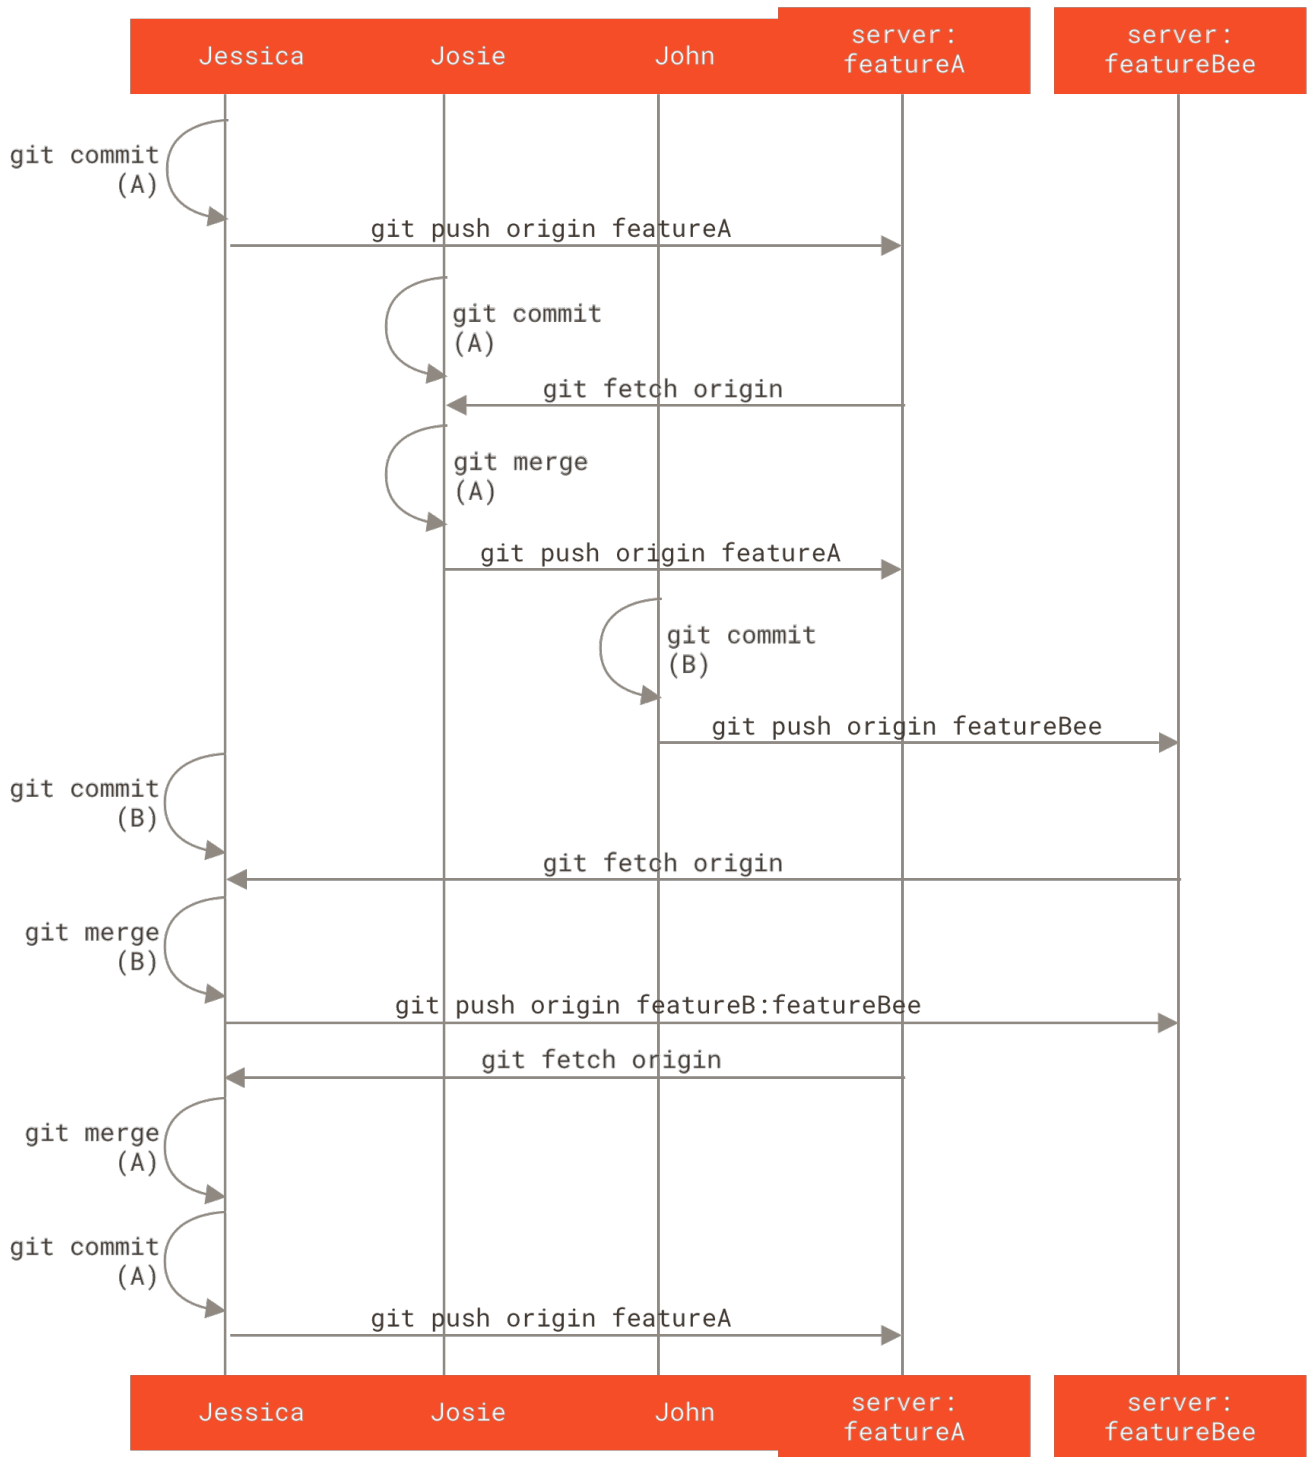 Jessica
Josie
John
server:
featureA
server:
featureBee
git commit
(A)
git push origin featureA
git commit
(A)
git fetch origin
git merge
(A)
git push origin featureA
git commit
(B)
git push origin featureBee
git commit
(B)
git fetch origin
git merge
(B)
git push origin featureB:featureBee
git fetch origin
git merge
(A)
git commit
(A)
git push origin featureA
Jessica
Josie
John
server:
featureA
server:
featureBee